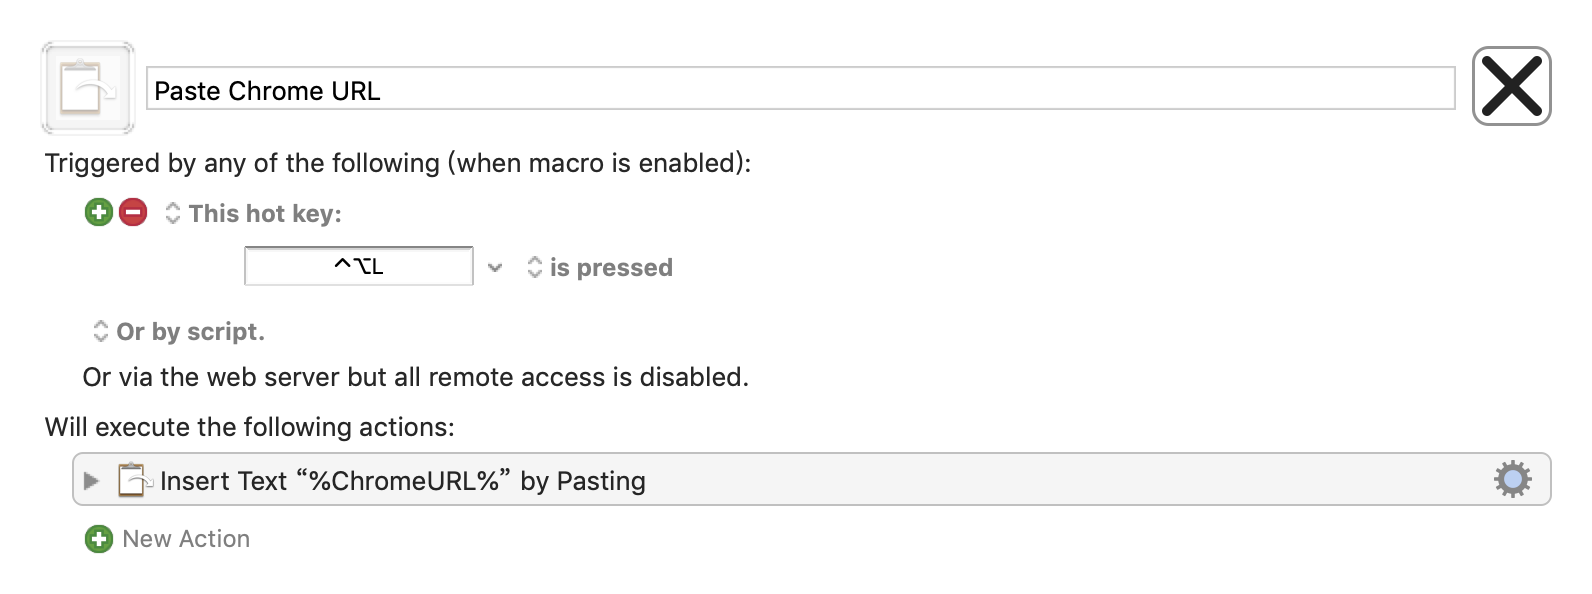 Paste Chrome URL
Triggered by any of the following (when macro is enabled):
This hot key:
^⌥L is pressed
Or by script.
Or via the web server but all remote access is disabled.
Will execute the following actions:
Insert Text “%ChromeURL%” by Pasting
New Action